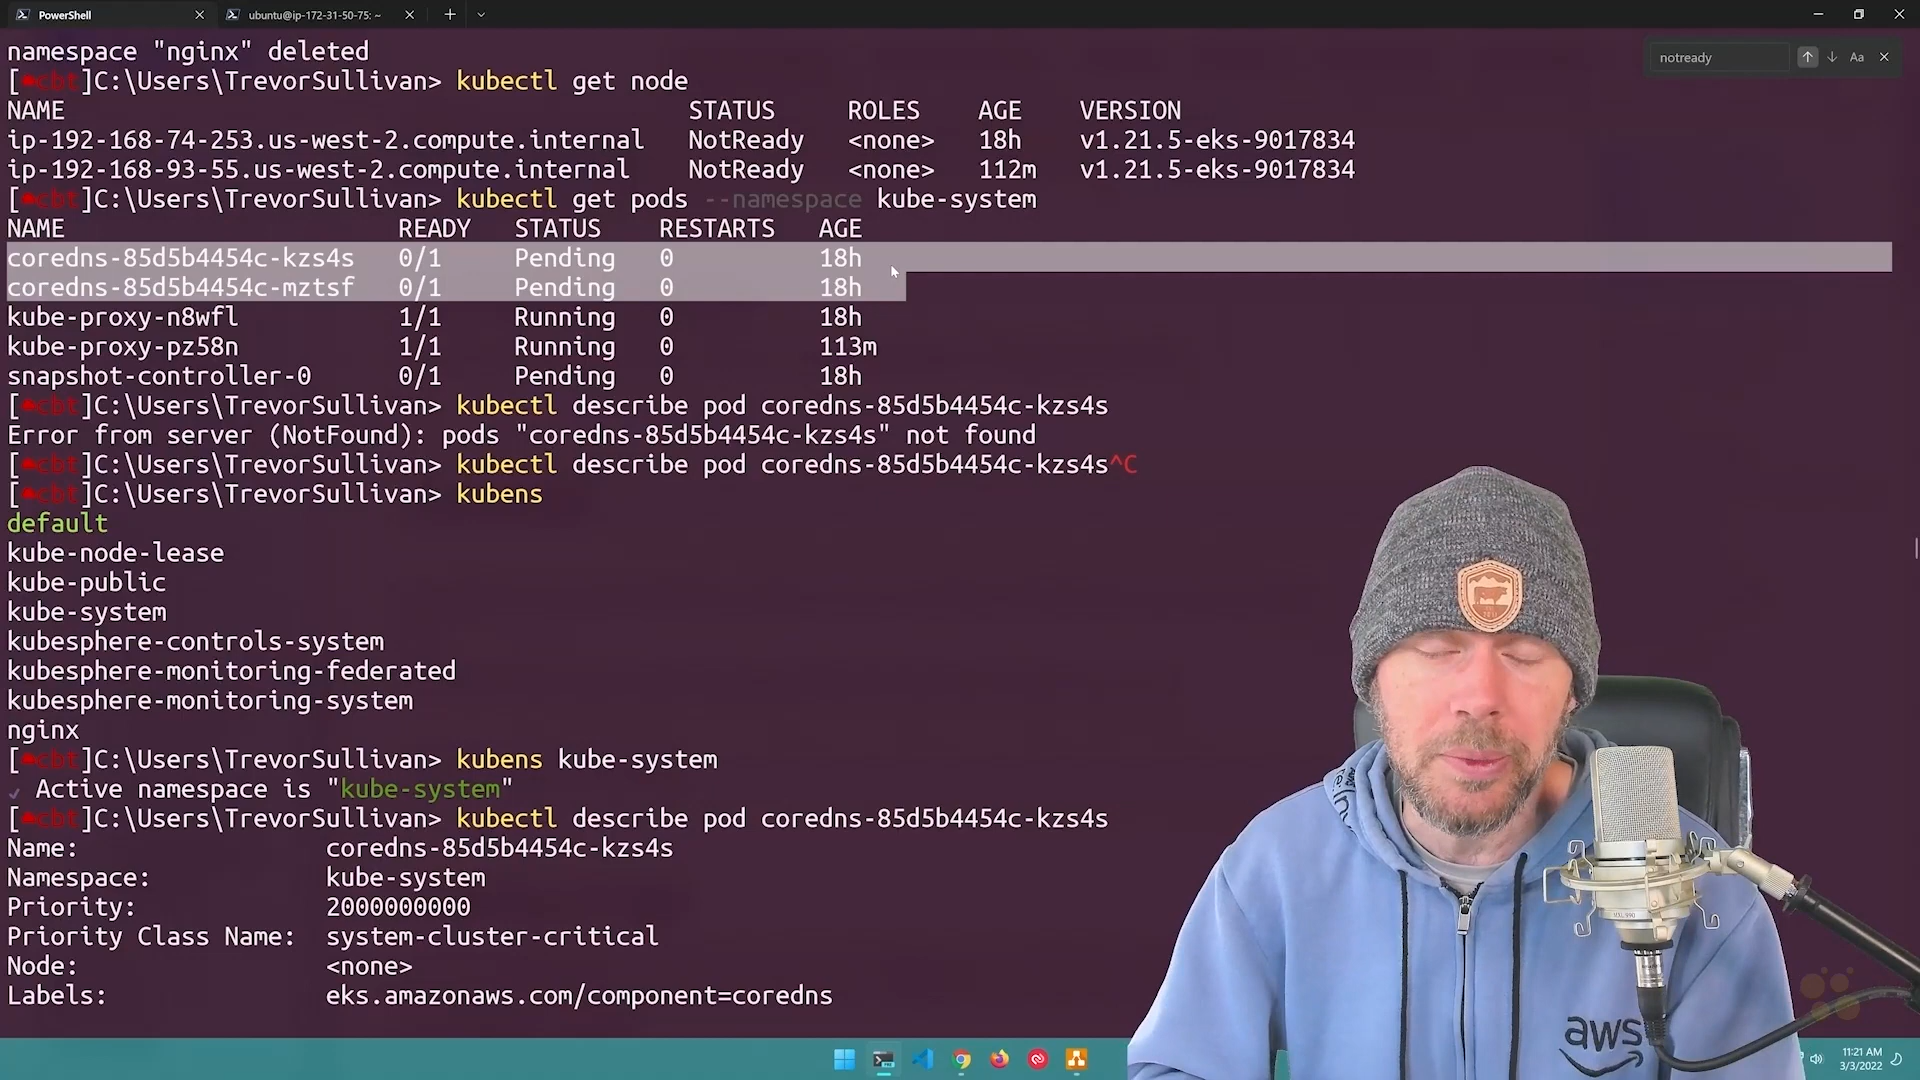 PowerShell
ubuntu@ip-172-31-50-75: ~
namespace "nginx" deleted
notready
Aa
[cbt]C:\Users\TrevorSullivan> kubectl get node
NAME STATUS ROLES AGE VERSION
ip-192-168-74-253.us-west-2.compute.internal NotReady <none> 18h v1.21.5-eks-9017834
ip-192-168-93-55.us-west-2.compute.internal NotReady <none> 112m v1.21.5-eks-9017834
[cbt]C:\Users\TrevorSullivan> kubectl get pods --namespace kube-system
NAME READY STATUS RESTARTS AGE
coredns-85d5b4454c-kzs4s 0/1 Pending 0 18h
coredns-85d5b4454c-mztsf 0/1 Pending 0 18h
kube-proxy-n8wfl 1/1 Running 0 18h
kube-proxy-pz58n 1/1 Running 0 113m
snapshot-controller-0 0/1 Pending 0 18h
[cbt]C:\Users\TrevorSullivan> kubectl describe pod coredns-85d5b4454c-kzs4s
Error from server (NotFound): pods "coredns-85d5b4454c-kzs4s" not found
[cbt]C:\Users\TrevorSullivan> kubectl describe pod coredns-85d5b4454c-kzs4s^C
[cbt]C:\Users\TrevorSullivan> kubens
default
kube-node-lease
kube-public
kube-system
kubesphere-controls-system
kubesphere-monitoring-federated
kubesphere-monitoring-system
nginx
[cbt]C:\Users\TrevorSullivan> kubens kube-system
✓ Active namespace is "kube-system"
[cbt]C:\Users\TrevorSullivan> kubectl describe pod coredns-85d5b4454c-kzs4s
Name: coredns-85d5b4454c-kzs4s
Namespace: kube-system
Priority: 2000000000
Priority Class Name: system-cluster-critical
Node: <none>
Labels: eks.amazonaws.com/component=coredns
aws
11:21 AM
3/3/2022